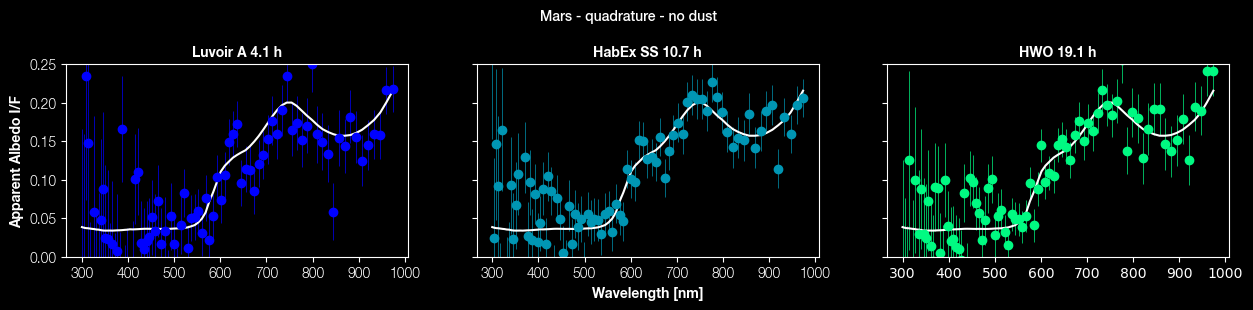 Mars - quadrature - no dust
Luvoir A 4.1 h
HabEx SS 10.7 h
HWO 19.1 h
Apparent Albedo I/F
0.25
0.20
0.15
0.10
0.05
0.00
300 400 500 600 700 800 900 1000
300 400 500 600 700 800 900 1000
300 400 500 600 700 800 900 1000
Wavelength [nm]